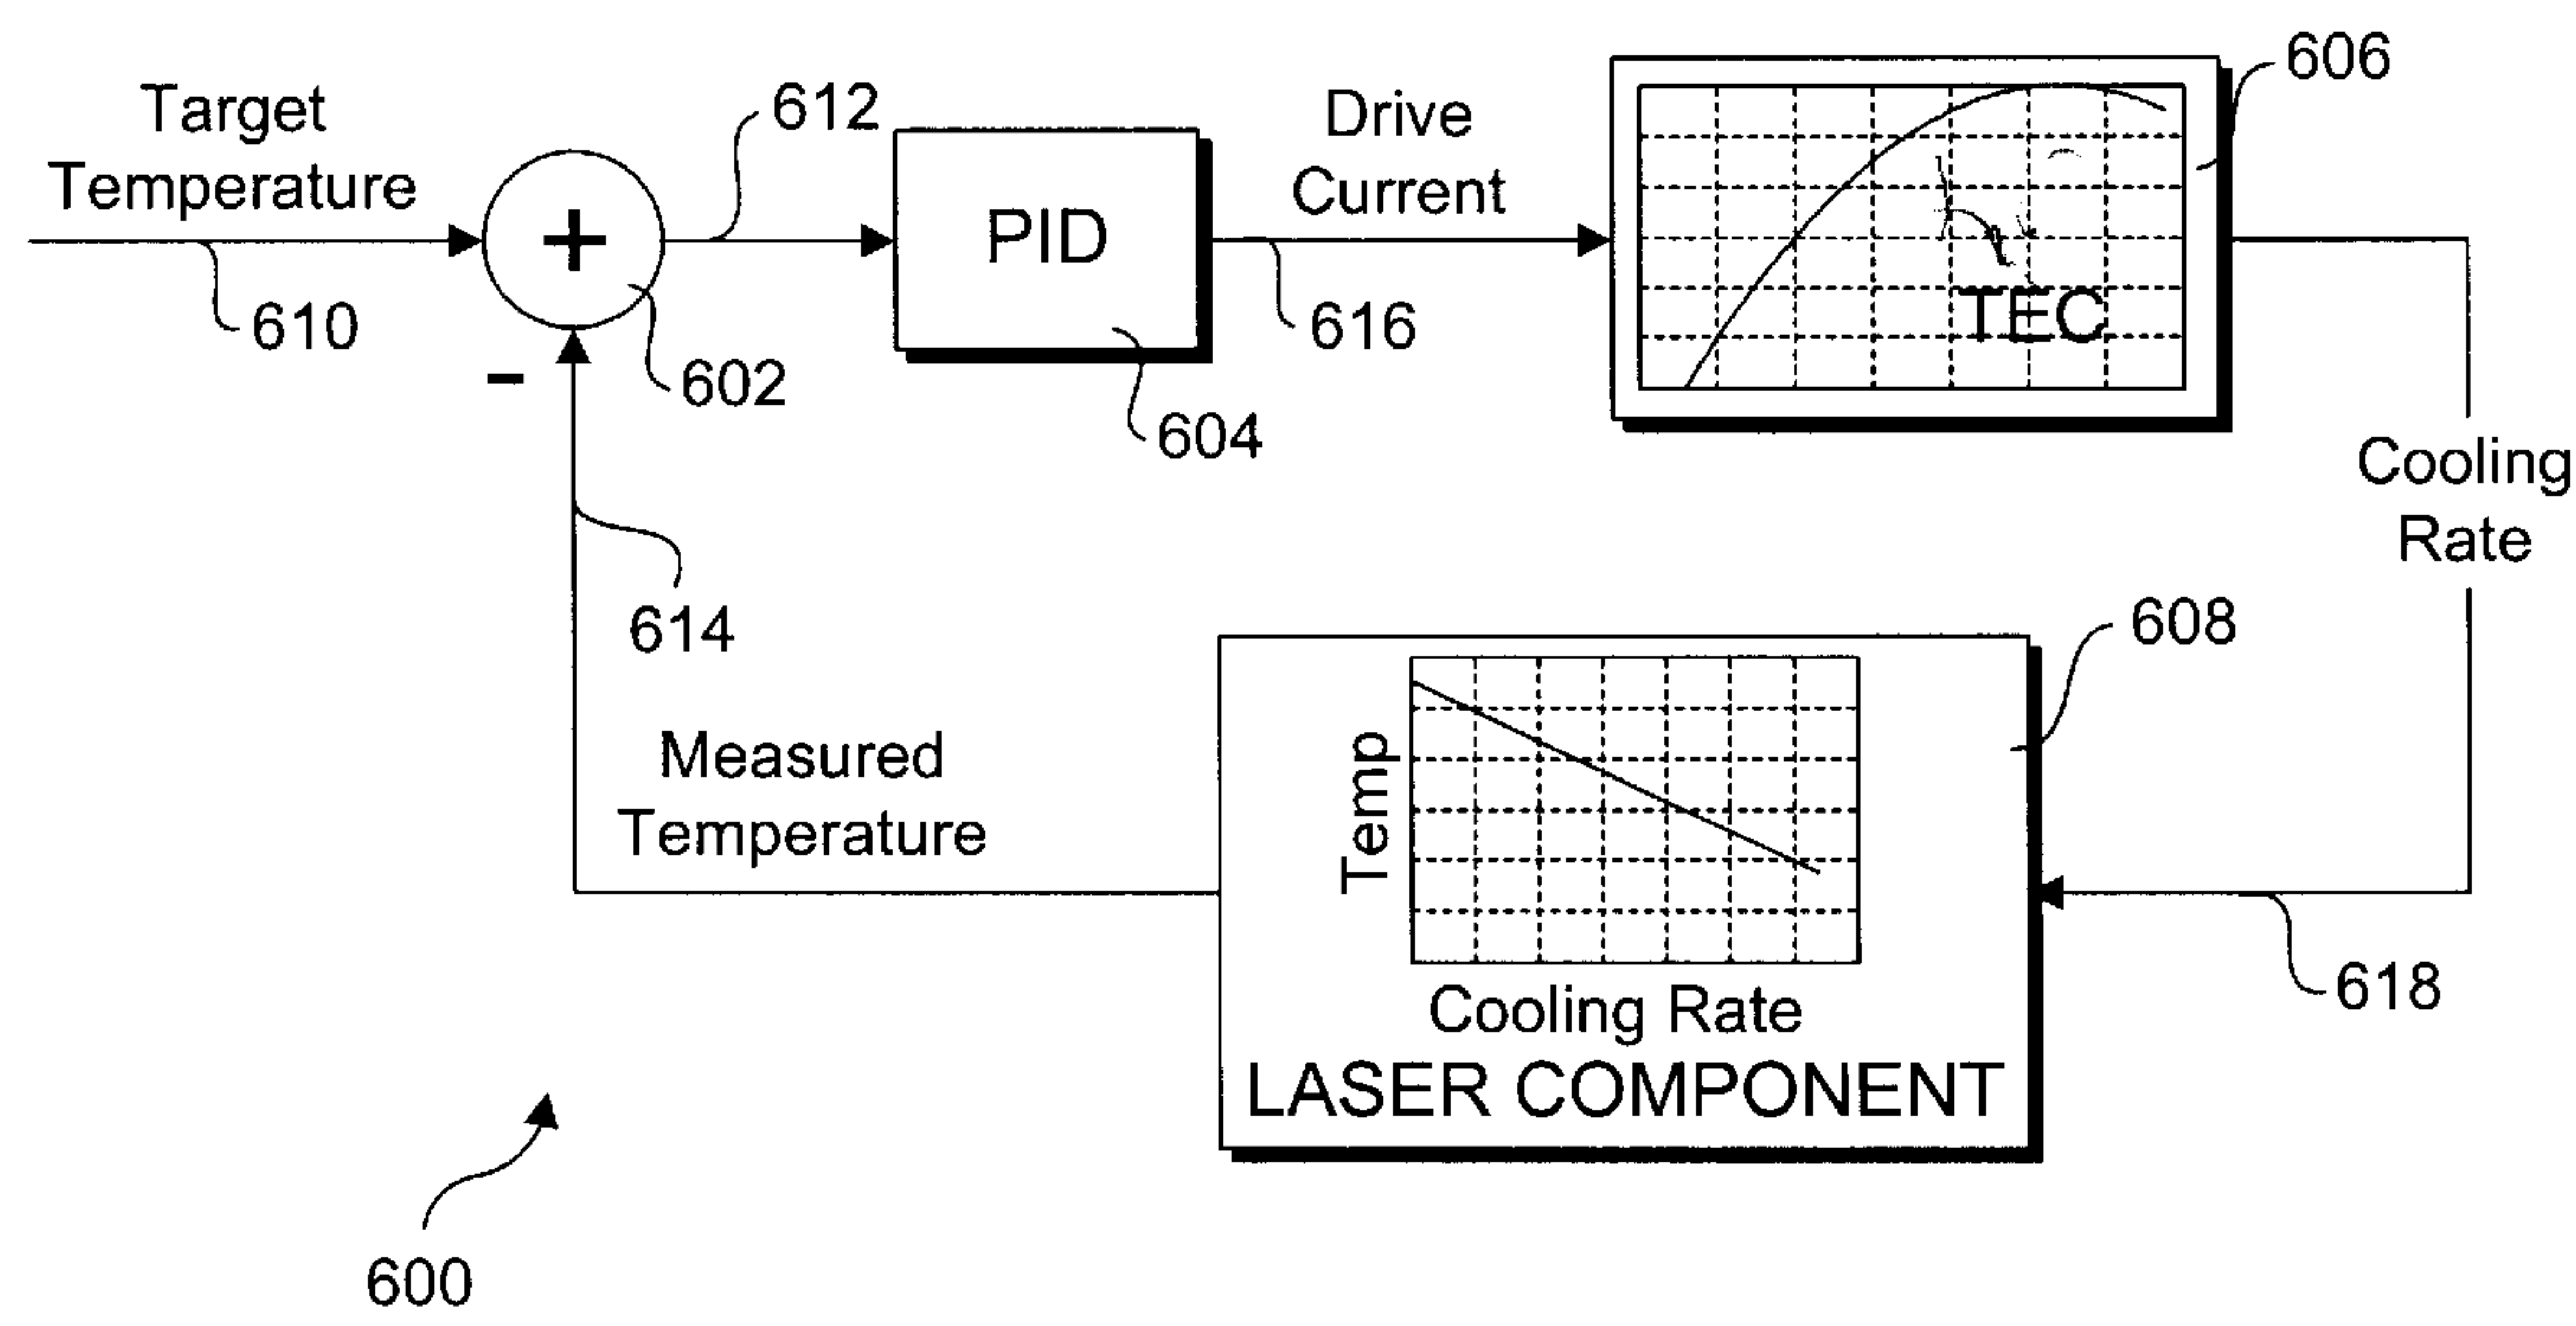 Target
Temperature
610
+
-
602
612
PID
604
Drive
Current
616
TEC
606
Cooling
Rate
618
608
Temp
Cooling Rate
LASER COMPONENT
Measured
Temperature
614
600